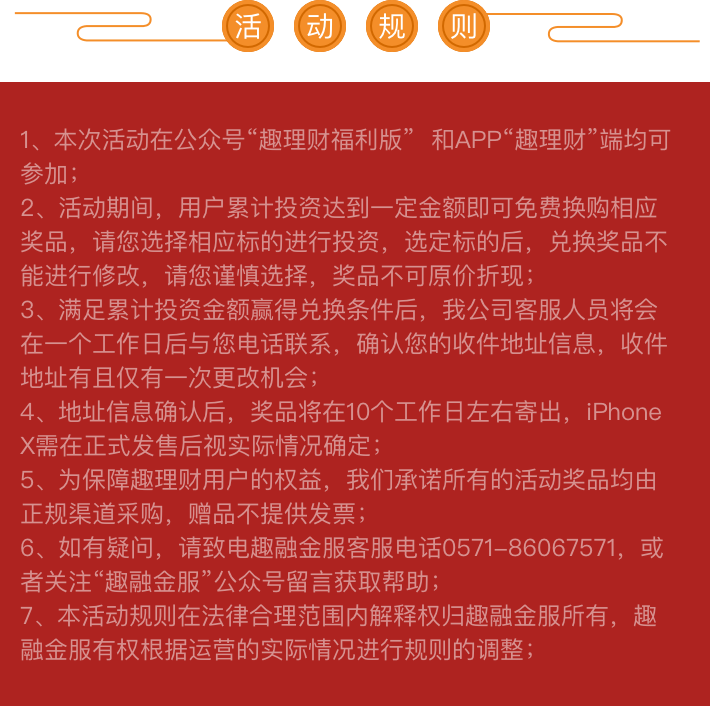 活动规则
1、本次活动在公众号“趣理财福利版” 和APP“趣理财”端均可
参加；
2、活动期间，用户累计投资达到一定金额即可免费换购相应
奖品，请您选择相应标的进行投资，选定标的后，兑换奖品不
能进行修改，请您谨慎选择，奖品不可原价折现；
3、满足累计投资金额赢得兑换条件后，我公司客服人员将会
在一个工作日后与您电话联系，确认您的收件地址信息，收件
地址有且仅有一次更改机会；
4、地址信息确认后，奖品将在10个工作日左右寄出，iPhone
X需在正式发售后视实际情况确定；
5、为保障趣理财用户的权益，我们承诺所有的活动奖品均由
正规渠道采购，赠品不提供发票；
6、如有疑问，请致电趣融金服客服电话0571-86067571，或
者关注“趣融金服”公众号留言获取帮助；
7、本活动规则在法律合理范围内解释权归趣融金服所有，趣
融金服有权根据运营的实际情况进行规则的调整；